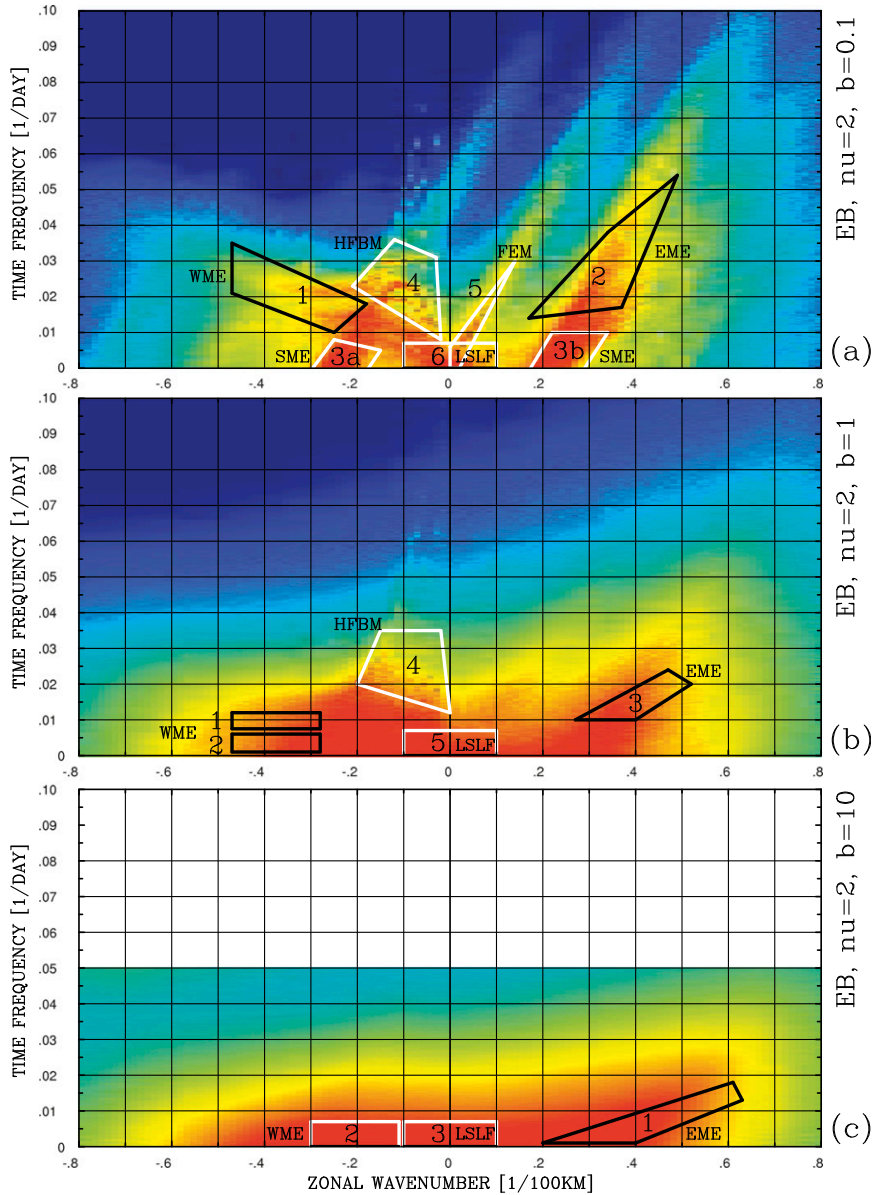 .10
.09
.08
.07
.06
.05
.04
.03
.02
.01
0
TIME FREQUENCY [1/DAY]
HFBM
FEM
WME
1
4
5
2
EME
SME
3a
6
LSLF
3b
SME
-.8
-.6
-.4
-.2
0
.2
.4
.6
.8
EB, nu=2, b=0.1
(a)
.10
.09
.08
.07
.06
.05
.04
.03
.02
.01
0
TIME FREQUENCY [1/DAY]
HFBM
4
EME
3
WME
1
2
5
LSLF
-.8
-.6
-.4
-.2
0
.2
.4
.6
.8
EB, nu=2, b=1
(b)
.10
.09
.08
.07
.06
.05
.04
.03
.02
.01
0
TIME FREQUENCY [1/DAY]
1
WME
2
3
LSLF
EME
-.8
-.6
-.4
-.2
0
.2
.4
.6
.8
EB, nu=2, b=10
(c)
ZONAL WAVENUMBER [1/100KM]